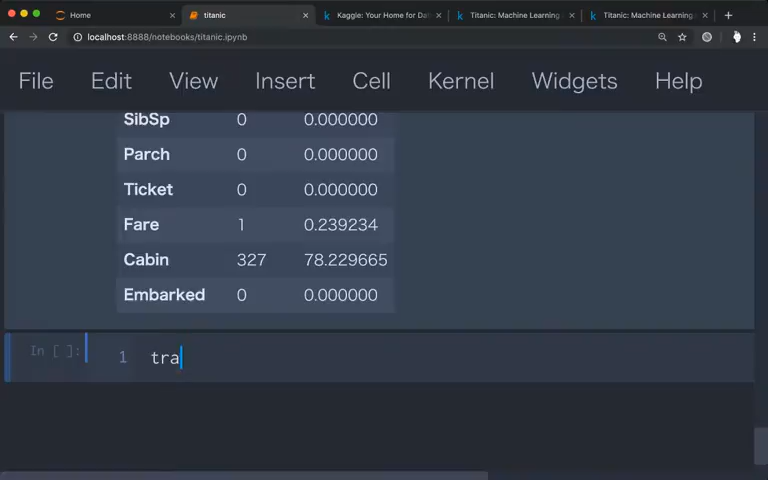 Home
titanic
Kaggle: Your Home for Da
Titanic: Machine Learning
Titanic: Machine Learning
localhost:8888/notebooks/titanic.ipynb
File Edit View Insert Cell Kernel Widgets Help
SibSp 0 0.000000
Parch 0 0.000000
Ticket 0 0.000000
Fare 1 0.239234
Cabin 327 78.229665
Embarked 0 0.000000
In [ ]: 1 tra